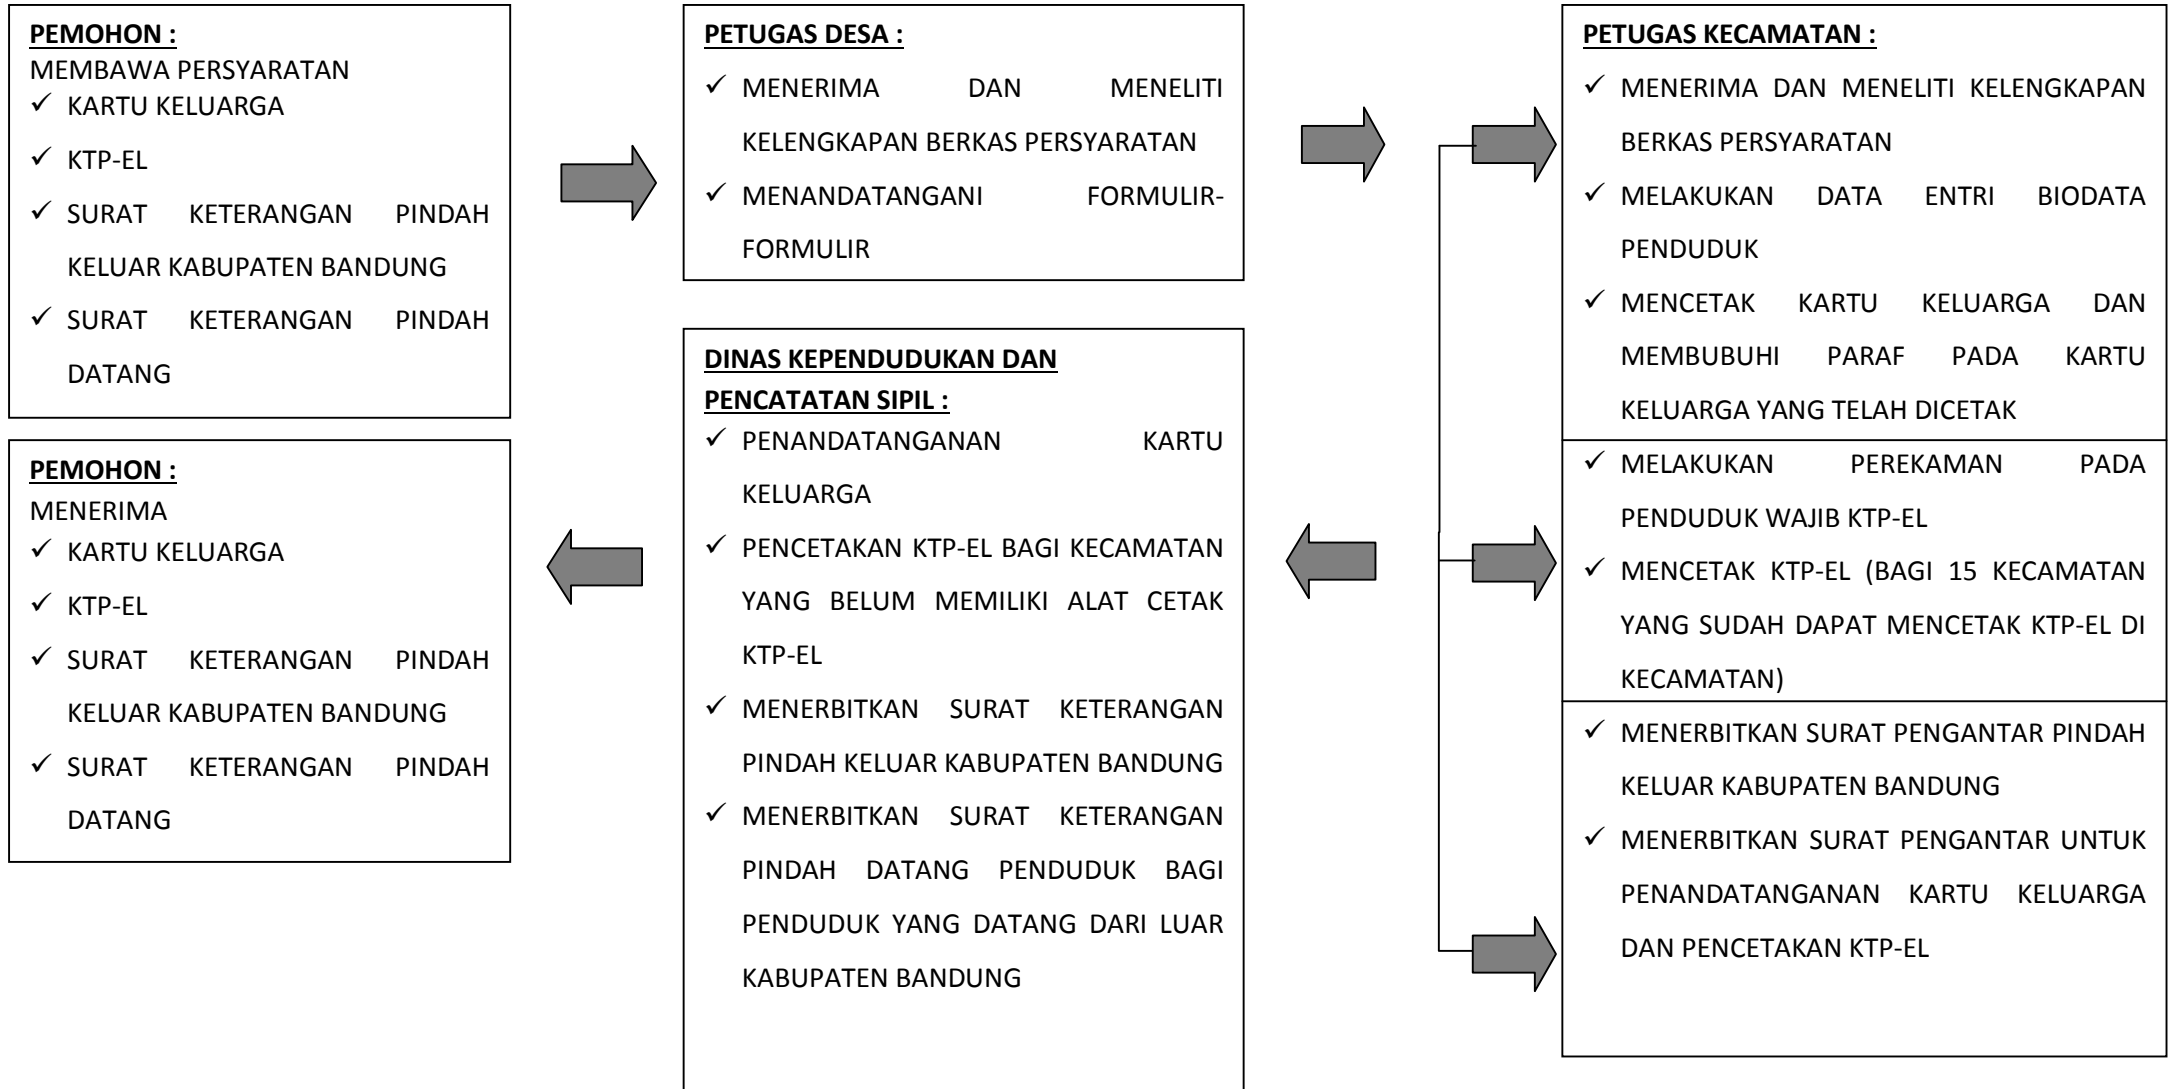 PEMOHON :
MEMBAWA PERSYARATAN
✓ KARTU KELUARGA
✓ KTP-EL
✓ SURAT KETERANGAN PINDAH
KELUAR KABUPATEN BANDUNG
✓ SURAT KETERANGAN PINDAH
DATANG
PETUGAS DESA :
✓ MENERIMA DAN MENELITI
KELENGKAPAN BERKAS PERSYARATAN
✓ MENANDATANGANI FORMULIR-
FORMULIR
PETUGAS KECAMATAN :
✓ MENERIMA DAN MENELITI KELENGKAPAN
BERKAS PERSYARATAN
✓ MELAKUKAN DATA ENTRI BIODATA
PENDUDUK
✓ MENCETAK KARTU KELUARGA DAN
MEMBUBUHI PARAF PADA KARTU
KELUARGA YANG TELAH DICETAK
✓ MELAKUKAN PEREKAMAN PADA
PENDUDUK WAJIB KTP-EL
✓ MENCETAK KTP-EL (BAGI 15 KECAMATAN
YANG SUDAH DAPAT MENCETAK KTP-EL DI
KECAMATAN)
✓ MENERBITKAN SURAT PENGANTAR PINDAH
KELUAR KABUPATEN BANDUNG
✓ MENERBITKAN SURAT PENGANTAR UNTUK
PENANDATANGANAN KARTU KELUARGA
DAN PENCETAKAN KTP-EL
DINAS KEPENDUDUKAN DAN
PENCATATAN SIPIL :
✓ PENANDATANGANAN KARTU
KELUARGA
✓ PENCETAKAN KTP-EL BAGI KECAMATAN
YANG BELUM MEMILIKI ALAT CETAK
KTP-EL
✓ MENERBITKAN SURAT KETERANGAN
PINDAH KELUAR KABUPATEN BANDUNG
✓ MENERBITKAN SURAT KETERANGAN
PINDAH DATANG PENDUDUK BAGI
PENDUDUK YANG DATANG DARI LUAR
KABUPATEN BANDUNG
PEMOHON :
MENERIMA
✓ KARTU KELUARGA
✓ KTP-EL
✓ SURAT KETERANGAN PINDAH
KELUAR KABUPATEN BANDUNG
✓ SURAT KETERANGAN PINDAH
DATANG